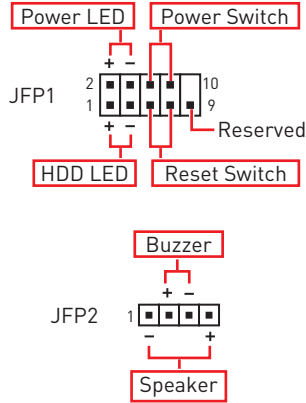 Power LED Power Switch
+ −
2 10
JFP1
1 9
+ − Reserved
HDD LED Reset Switch
Buzzer
+ −
JFP2 1
− +
Speaker